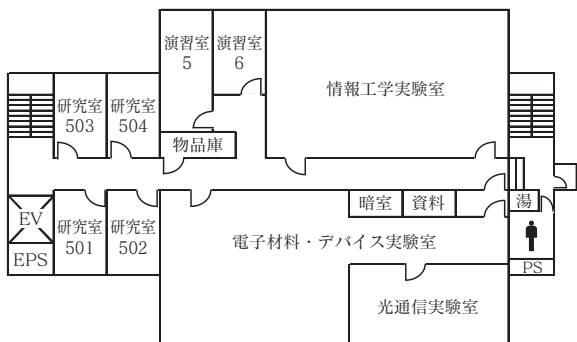 演習室
5
演習室
6
情報工学実験室
研究室
503
研究室
504
物品庫
EV
EPS
研究室
501
研究室
502
暗室
資料
湯
電子材料・デバイス実験室
PS
光通信実験室